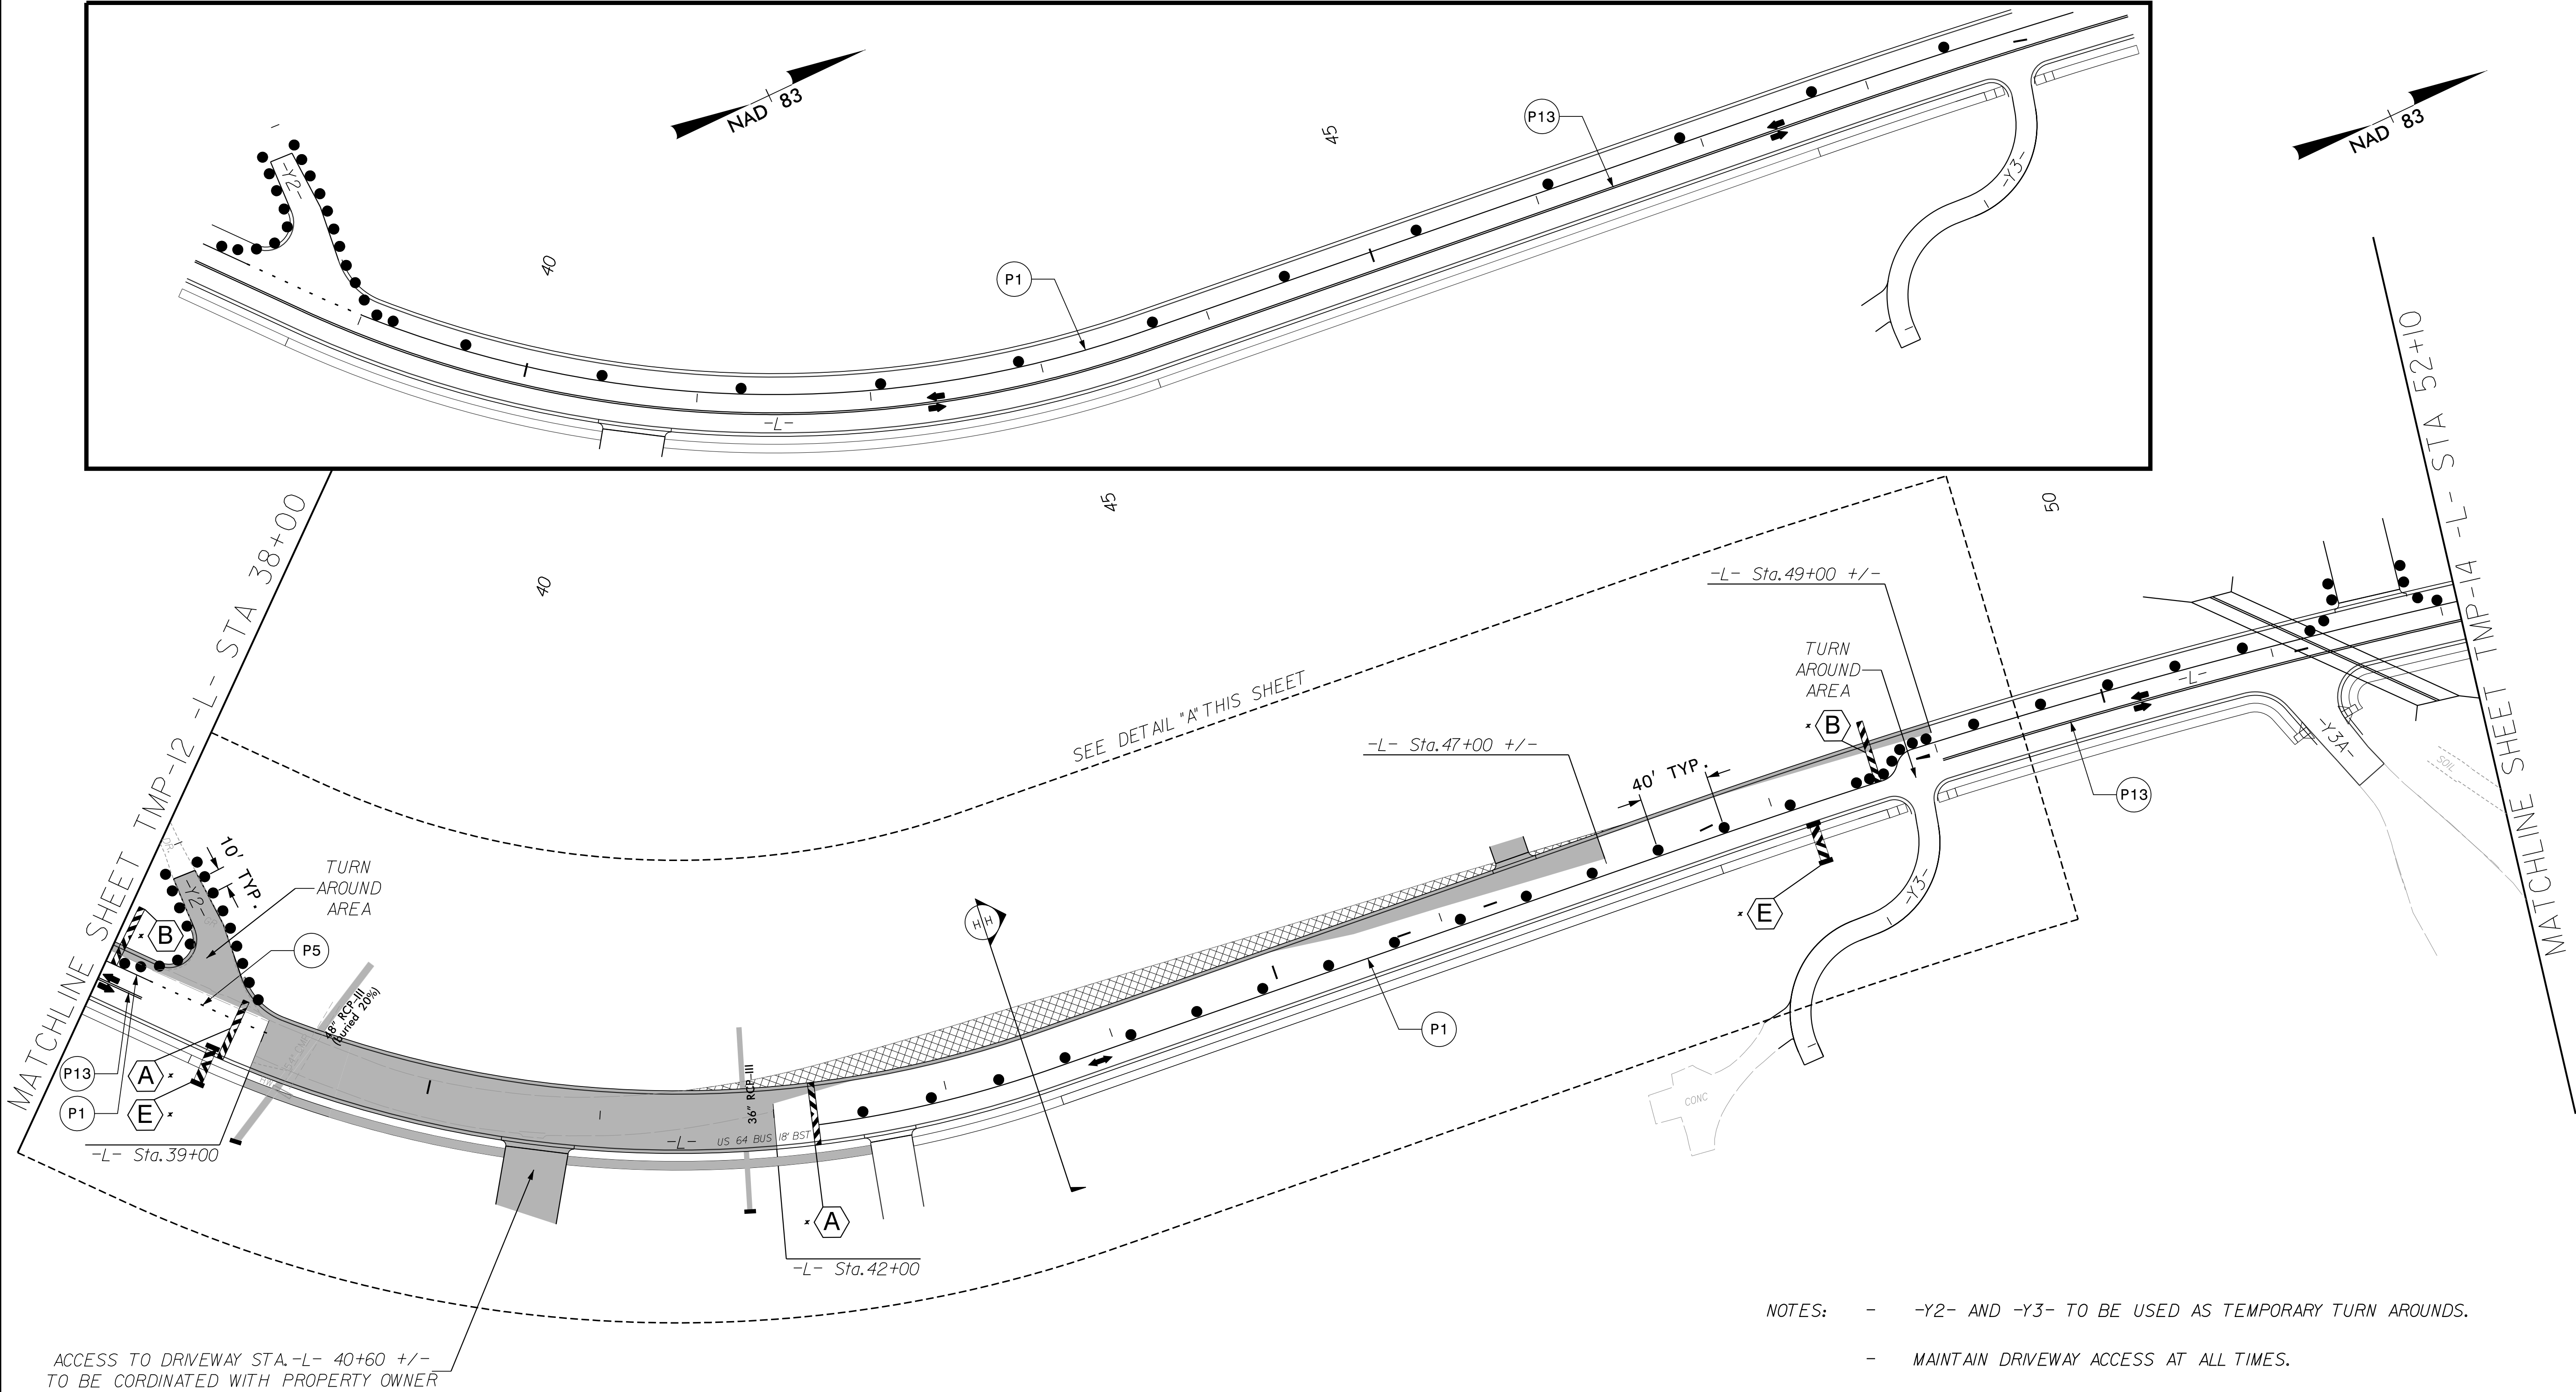 NAD 83
NAD 83
45
P13
-Y2-
-Y3-
40
P1
-L-
MATCHLINE SHEET TMP-12 -L- STA 38+00
MATCHLINE SHEET TMP-14 -L- STA 52+10
45
50
40
-L- Sta.49+00 +/-
SEE DETAIL "A" THIS SHEET
TURN
AROUND
AREA
B
-L-
-L- Sta.47+00 +/-
40' TYP.
-Y3A-
SOIL
P13
10' TYP.
TURN
AROUND
AREA
-Y2-
H H
E
-Y3-
B
P5
P1
48" RCP-III
(Buried 20%)
P13
A
E
P1
36" RCP-III
CONC
-L-
US 64 BUS 18' BST
-L- Sta.39+00
A
-L- Sta.42+00
NOTES: - -Y2- AND -Y3- TO BE USED AS TEMPORARY TURN AROUNDS.
- MAINTAIN DRIVEWAY ACCESS AT ALL TIMES.
ACCESS TO DRIVEWAY STA.-L- 40+60 +/-
TO BE CORDINATED WITH PROPERTY OWNER